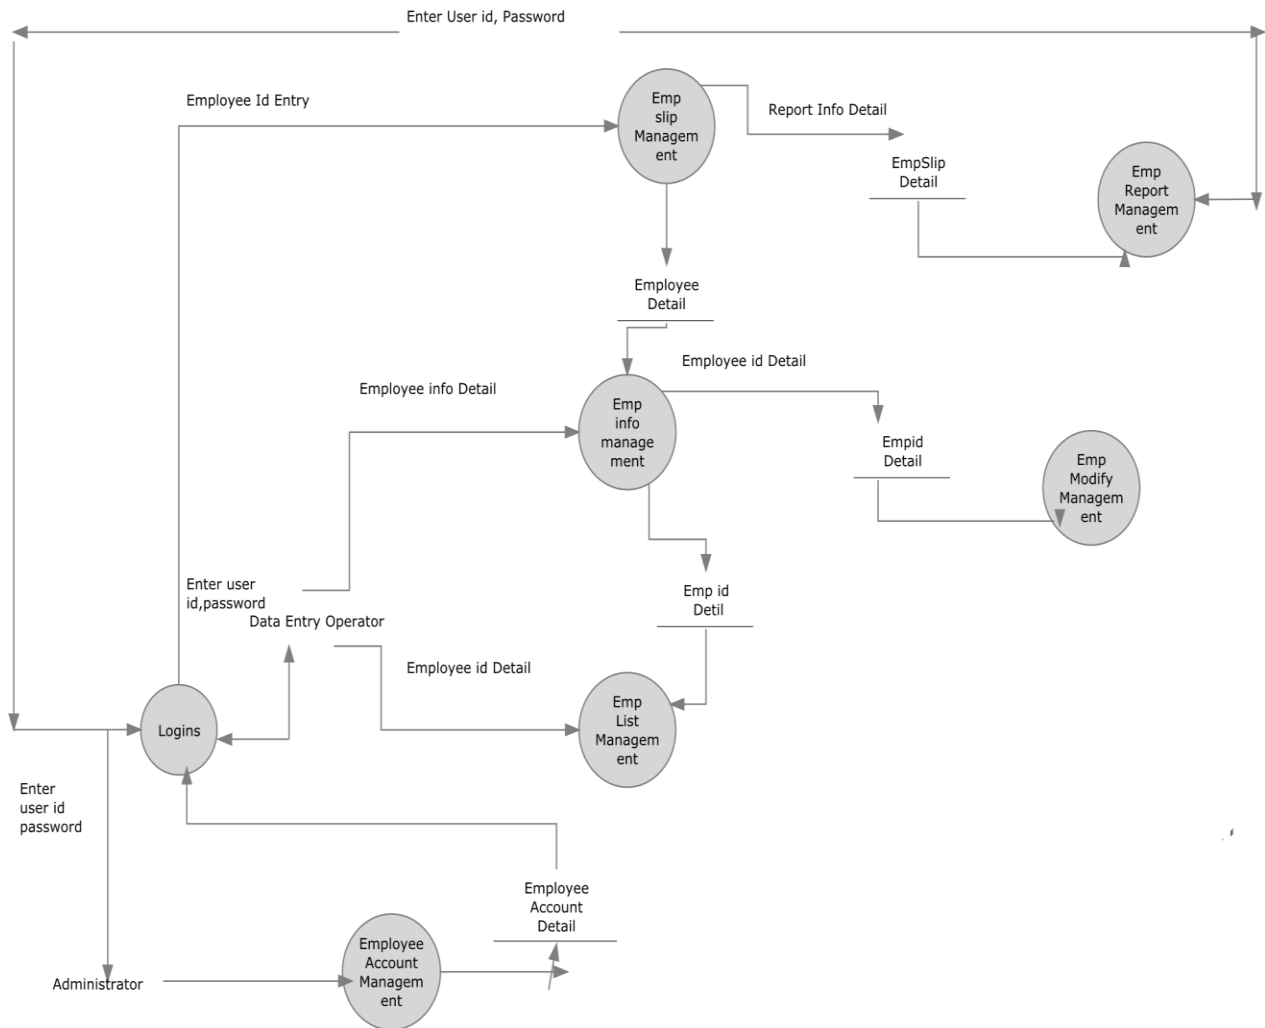 Enter User id, Password
Employee Id Entry
Emp
slip
Managem
ent
Report Info Detail
EmpSlip
Detail
Emp
Report
Managem
ent
Employee
Detail
Employee id Detail
Employee info Detail
Emp
info
manage
ment
Empid
Detail
Emp
Modify
Managem
ent
Enter user
id,password
Data Entry Operator
Emp id
Detil
Employee id Detail
Emp
List
Managem
ent
Logins
Enter
user id
password
Employee
Account
Detail
Employee
Account
Managem
ent
Administrator